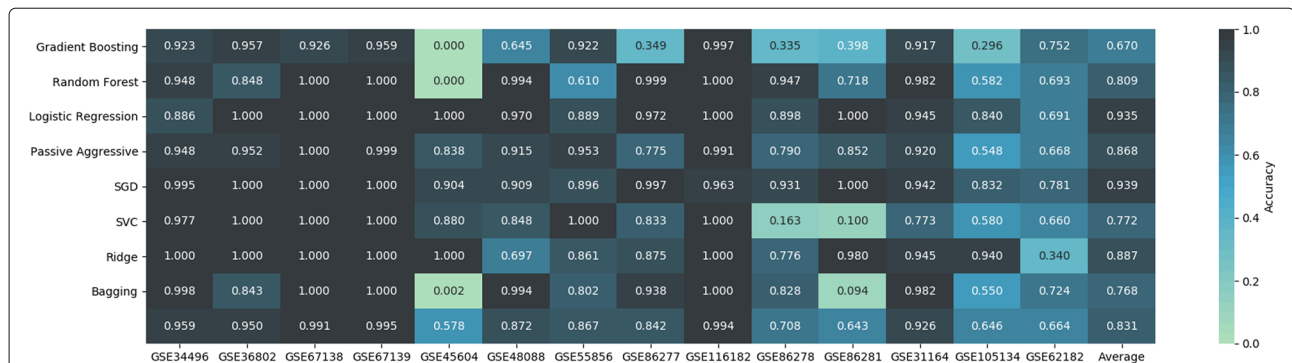 Gradient Boosting 0.923 0.957 0.926 0.959 0.000 0.645 0.922 0.349 0.997 0.335 0.398 0.917 0.296 0.752 0.670 1.0
Random Forest 0.948 0.848 1.000 1.000 0.000 0.994 0.610 0.999 1.000 0.947 0.718 0.982 0.582 0.693 0.809 0.8
Logistic Regression 0.886 1.000 1.000 1.000 1.000 0.970 0.889 0.972 1.000 0.898 1.000 0.945 0.840 0.691 0.935
Passive Aggressive 0.948 0.952 1.000 0.999 0.838 0.915 0.953 0.775 0.991 0.790 0.852 0.920 0.548 0.668 0.868 0.6
SGD 0.995 1.000 1.000 1.000 0.904 0.909 0.896 0.997 0.963 0.931 1.000 0.942 0.832 0.781 0.939 Accuracy
SVC 0.977 1.000 1.000 1.000 0.880 0.848 1.000 0.833 1.000 0.163 0.100 0.773 0.580 0.660 0.772 0.4
Ridge 1.000 1.000 1.000 1.000 1.000 0.697 0.861 0.875 1.000 0.776 0.980 0.945 0.940 0.340 0.887
Bagging 0.998 0.843 1.000 1.000 0.002 0.994 0.802 0.938 1.000 0.828 0.094 0.982 0.550 0.724 0.768 0.2
0.959 0.950 0.991 0.995 0.578 0.872 0.867 0.842 0.994 0.708 0.643 0.926 0.646 0.664 0.831 0.0
GSE34496 GSE36802 GSE67138 GSE67139 GSE45604 GSE48088 GSE55856 GSE86277 GSE116182 GSE86278 GSE86281 GSE31164 GSE105134 GSE62182 Average